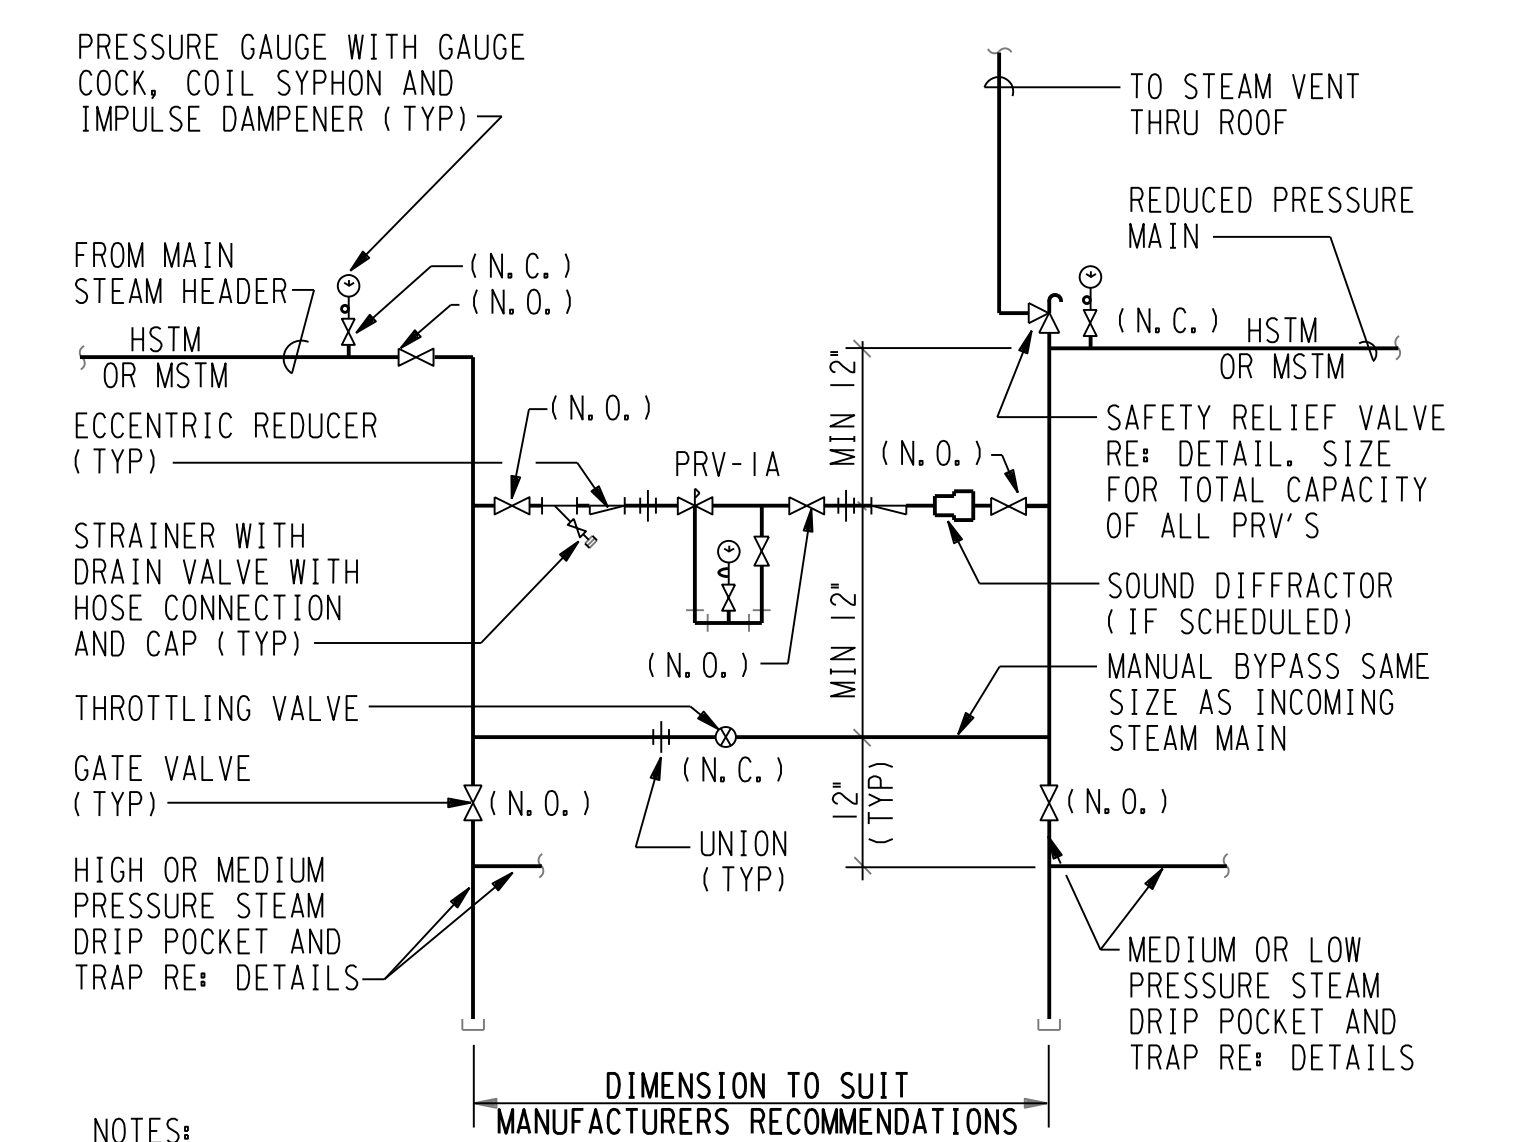 PRESSURE GAUGE WITH GAUGE
COCK, COIL SYPHON AND
IMPULSE DAMPENER (TYP)
TO STEAM VENT
THRU ROOF
REDUCED PRESSURE
MAIN
FROM MAIN
STEAM HEADER
(N.C.)
(N.O.)
HSTM
OR MSTM
(N.C.)
HSTM
OR MSTM
ECCENTRIC REDUCER
(TYP)
(N.O.)
PRV-1A
MIN 12"
(N.O.)
SAFETY RELIEF VALVE
RE: DETAIL. SIZE
FOR TOTAL CAPACITY
OF ALL PRV'S
STRAINER WITH
DRAIN VALVE WITH
HOSE CONNECTION
AND CAP (TYP)
(N.O.)
MIN 12"
SOUND DIFFRACTOR
(IF SCHEDULED)
MANUAL BYPASS SAME
SIZE AS INCOMING
STEAM MAIN
THROTTLING VALVE
(N.C.)
GATE VALVE
(TYP)
(N.O.)
12"
(TYP)
(N.O.)
UNION
(TYP)
HIGH OR MEDIUM
PRESSURE STEAM
DRIP POCKET AND
TRAP RE: DETAILS
MEDIUM OR LOW
PRESSURE STEAM
DRIP POCKET AND
TRAP RE: DETAILS
DIMENSION TO SUIT
MANUFACTURERS RECOMMENDATIONS
NOTES: